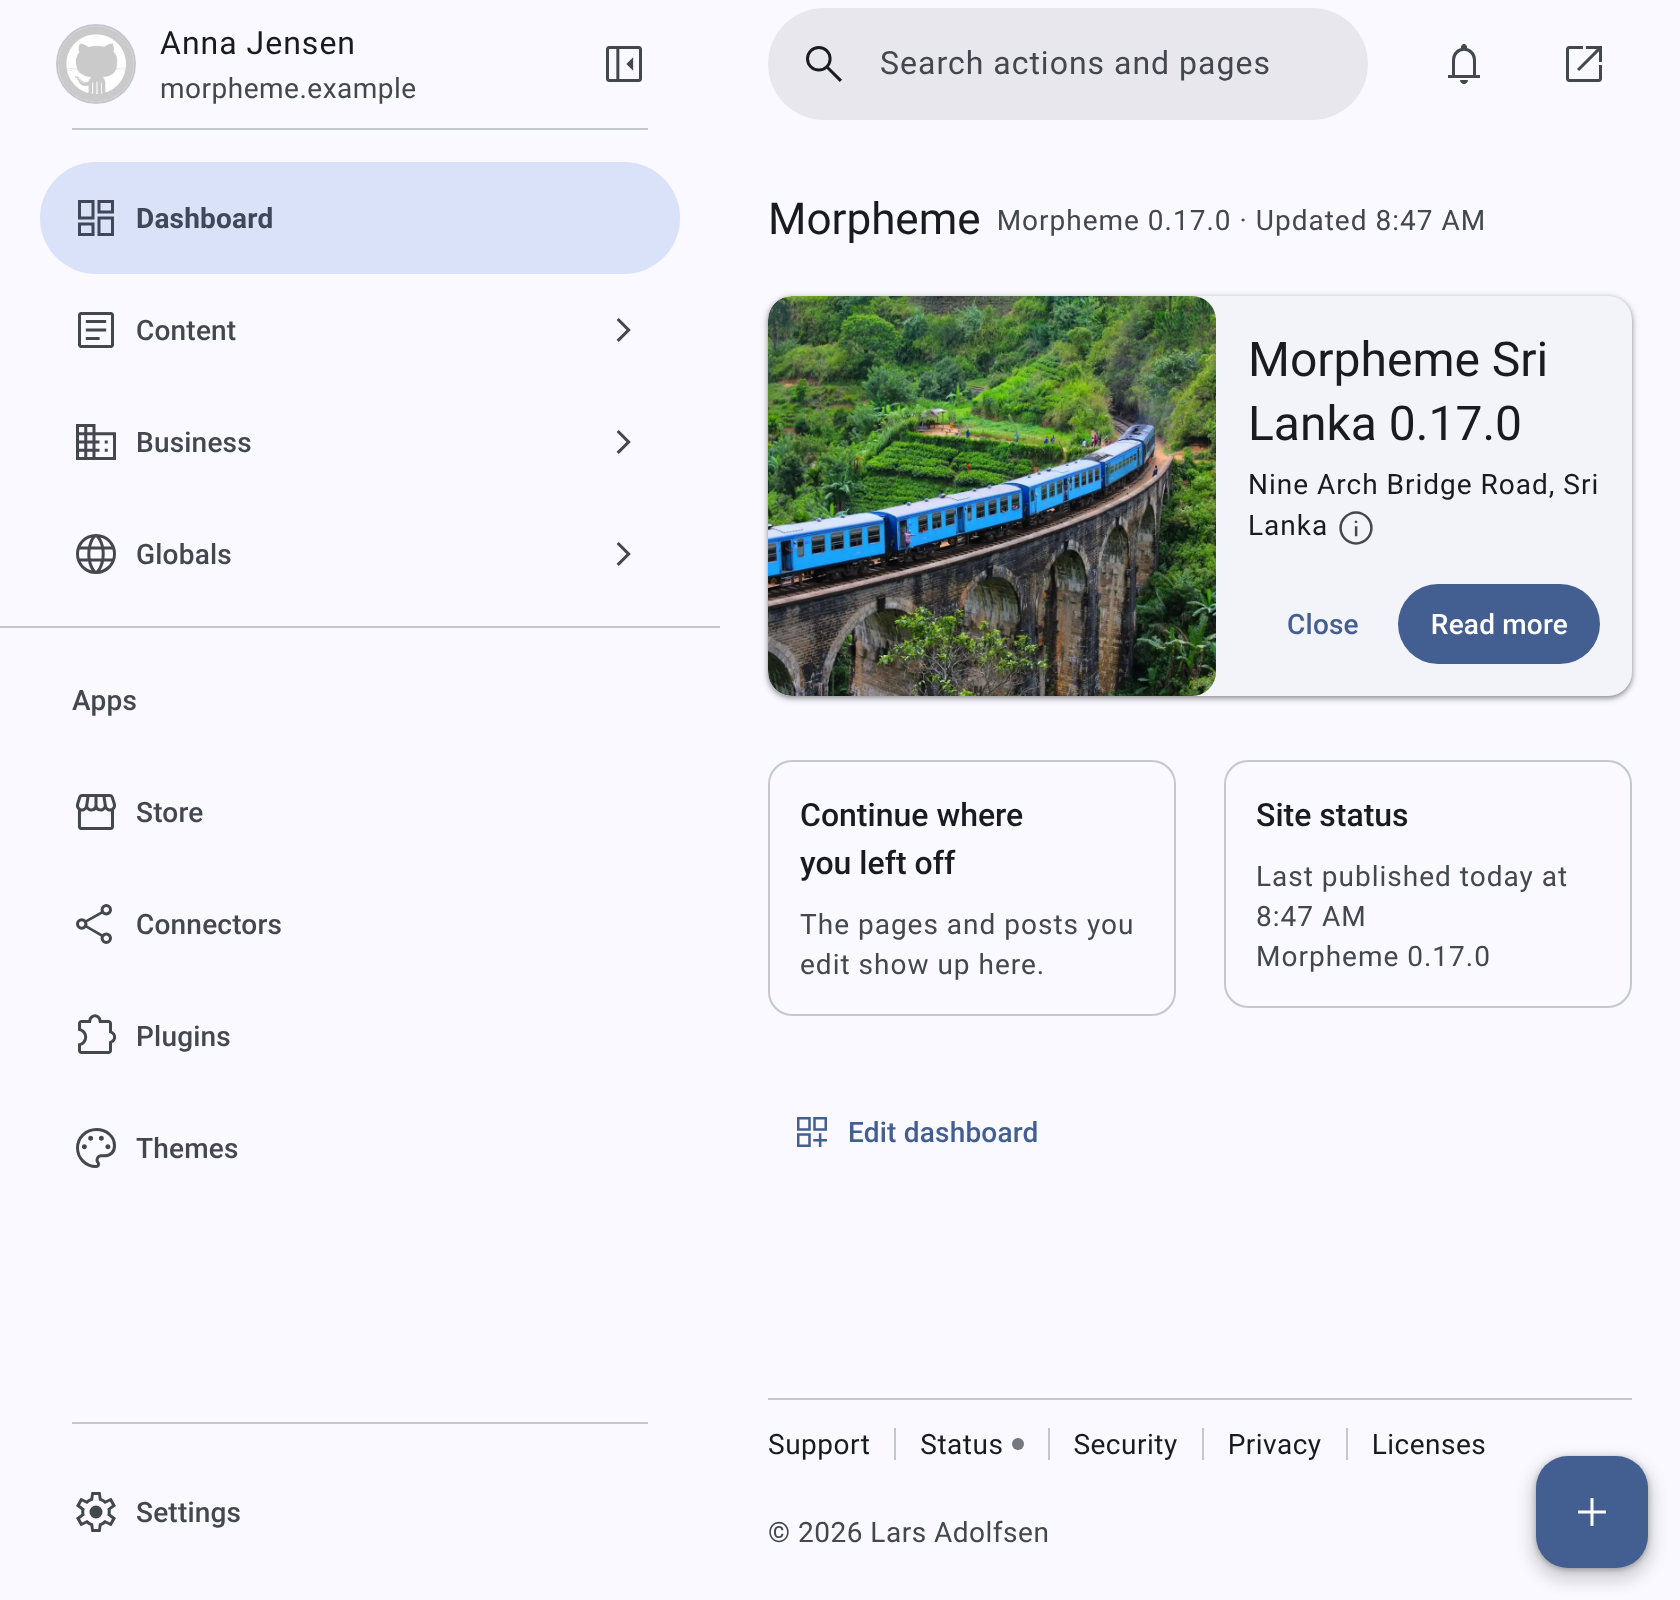 Anna Jensen
morpheme.example
Dashboard
Content
Business
Globals
Apps
Store
Connectors
Plugins
Themes
Settings
Search actions and pages
Morpheme
Morpheme 0.17.0 · Updated 8:47 AM
Morpheme Sri
Lanka 0.17.0
Nine Arch Bridge Road, Sri
Lanka
Close
Read more
Continue where
you left off
The pages and posts you
edit show up here.
Site status
Last published today at
8:47 AM
Morpheme 0.17.0
Edit dashboard
Support
Status
Security
Privacy
Licenses
© 2026 Lars Adolfsen